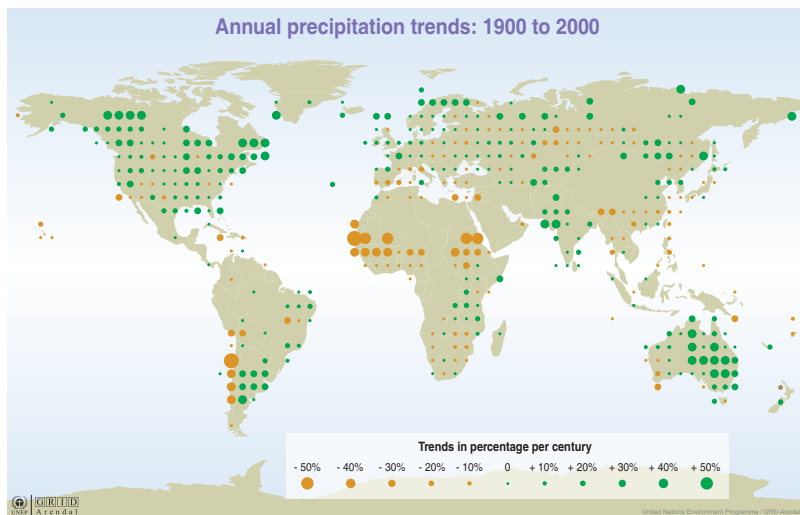 Annual precipitation trends: 1900 to 2000
Trends in percentage per century
- 50% - 40% - 30% - 20% - 10% 0 + 10% + 20% + 30% + 40% + 50%
UNEP
GRID
Arendal
United Nations Environment Programme / GRID-Arendal